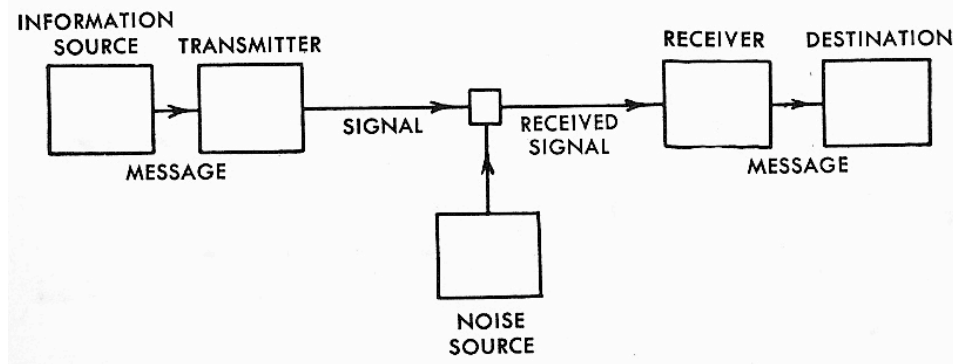 INFORMATION
SOURCE
TRANSMITTER
RECEIVER
DESTINATION
SIGNAL
RECEIVED
SIGNAL
MESSAGE
MESSAGE
NOISE
SOURCE